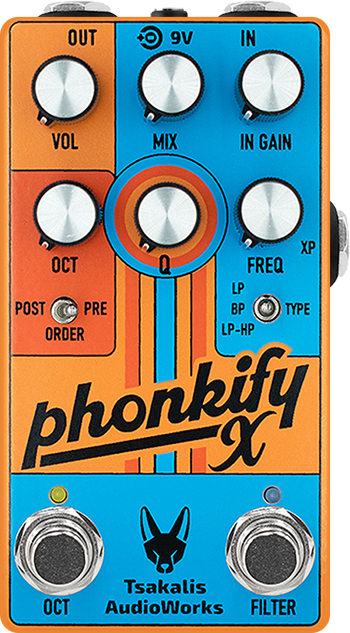 OUT 9V IN
VOL MIX IN GAIN
OCT Q FREQ XP
POST PRE
ORDER
LP
BP TYPE
LP-HP
phonkify
X
Tsakalis
AudioWorks
OCT FILTER